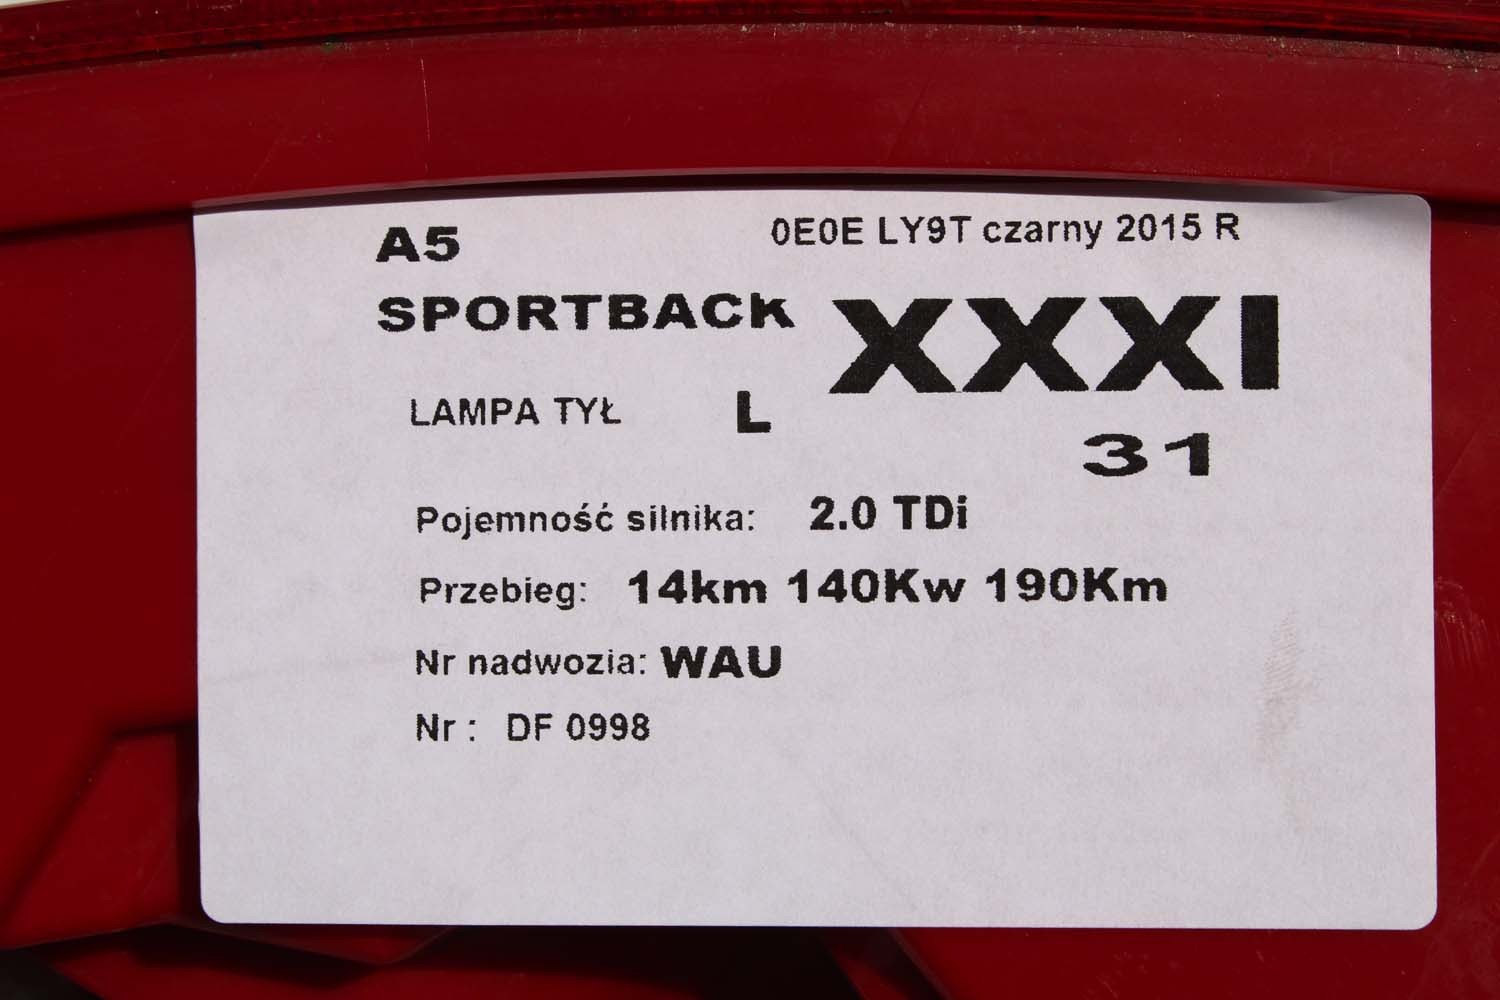 A5 0E0E LY9T czarny 2015 R
SPORTBACK XXXI
LAMPA TYŁ L
31
Pojemność silnika: 2.0 TDi
Przebieg: 14km 140Kw 190Km
Nr nadwozia: WAU
Nr : DF 0998